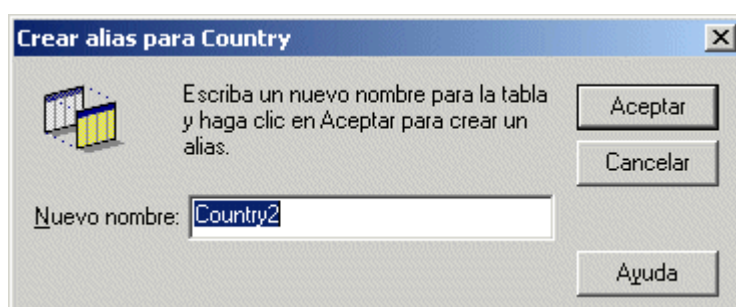 Crear alias para Country
Escriba un nuevo nombre para la tabla
y haga clic en Aceptar para crear un
alias.
Aceptar
Cancelar
Nuevo nombre: Country2
Ayuda